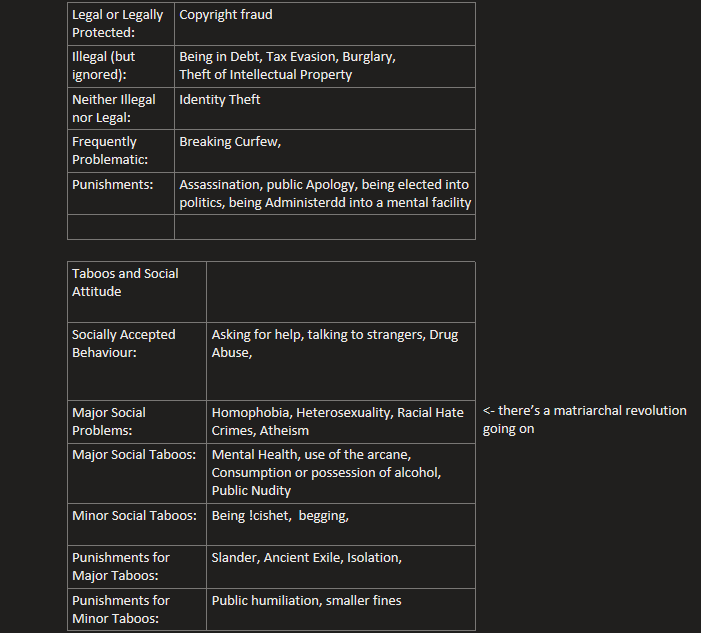 Legal or Legally Copyright fraud
Protected:
Illegal (but Being in Debt, Tax Evasion, Burglary,
ignored): Theft of Intellectual Property
Neither Illegal Identity Theft
nor Legal:
Frequently Breaking Curfew,
Problematic:
Punishments: Assassination, public Apology, being elected into
politics, being Administerdd into a mental facility
Taboos and Social
Attitude
Socially Accepted Asking for help, talking to strangers, Drug
Behaviour: Abuse,
Major Social Homophobia, Heterosexuality, Racial Hate <- there's a matriarchal revolution
Problems: Crimes, Atheism going on
Major Social Taboos: Mental Health, use of the arcane,
Consumption or possession of alcohol,
Public Nudity
Minor Social Taboos: Being !cishet,  begging,
Punishments for Slander, Ancient Exile, Isolation,
Major Taboos:
Punishments for Public humiliation, smaller fines
Minor Taboos: